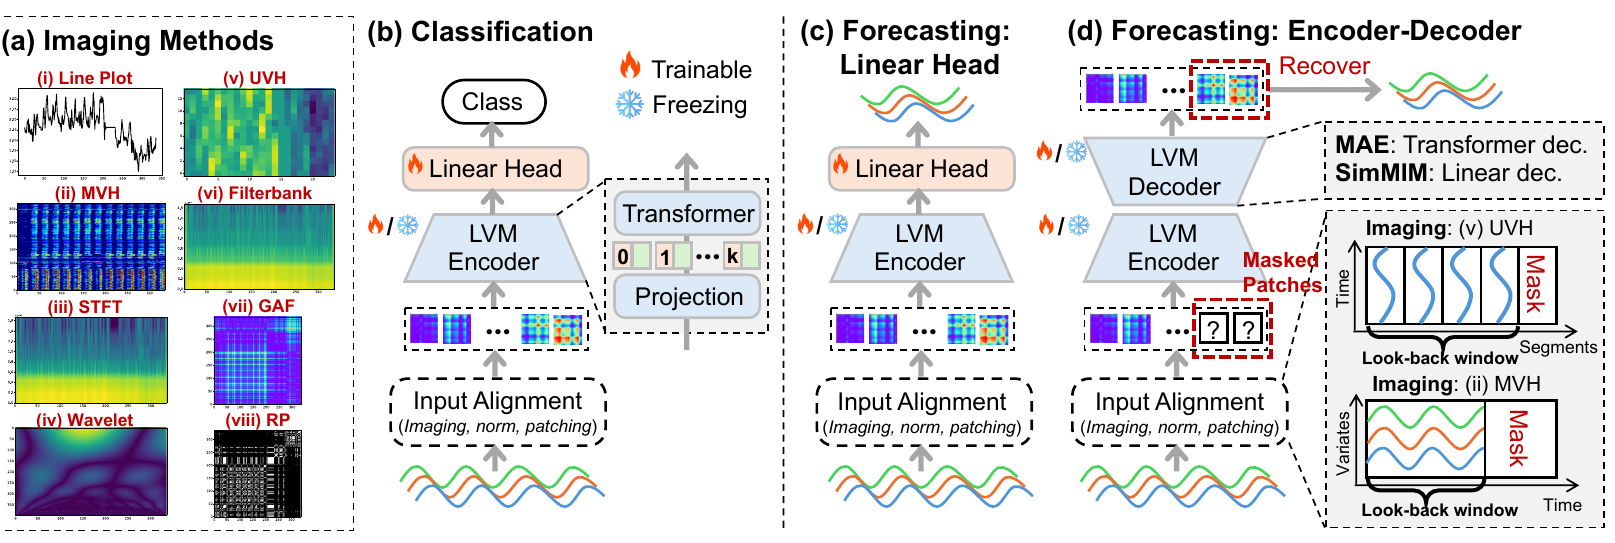 (a) Imaging Methods
(i) Line Plot
(v) UVH
(ii) MVH
(vi) Filterbank
(iii) STFT
(vii) GAF
(iv) Wavelet
(viii) RP
(b) Classification
Trainable
Freezing
Class
Linear Head
/
LVM
Encoder
Transformer
0 1 ••• k
Projection
•••
Input Alignment
(Imaging, norm, patching)
(c) Forecasting:
Linear Head
Linear Head
/
LVM
Encoder
•••
Input Alignment
(Imaging, norm, patching)
(d) Forecasting: Encoder-Decoder
•••
Recover
/
LVM
Decoder
MAE: Transformer dec.
SimMIM: Linear dec.
/
LVM
Encoder
Masked
Patches
•••
? ?
Input Alignment
(Imaging, norm, patching)
Imaging: (v) UVH
Time
Mask
Segments
Look-back window
Imaging: (ii) MVH
Variates
Mask
Time
Look-back window